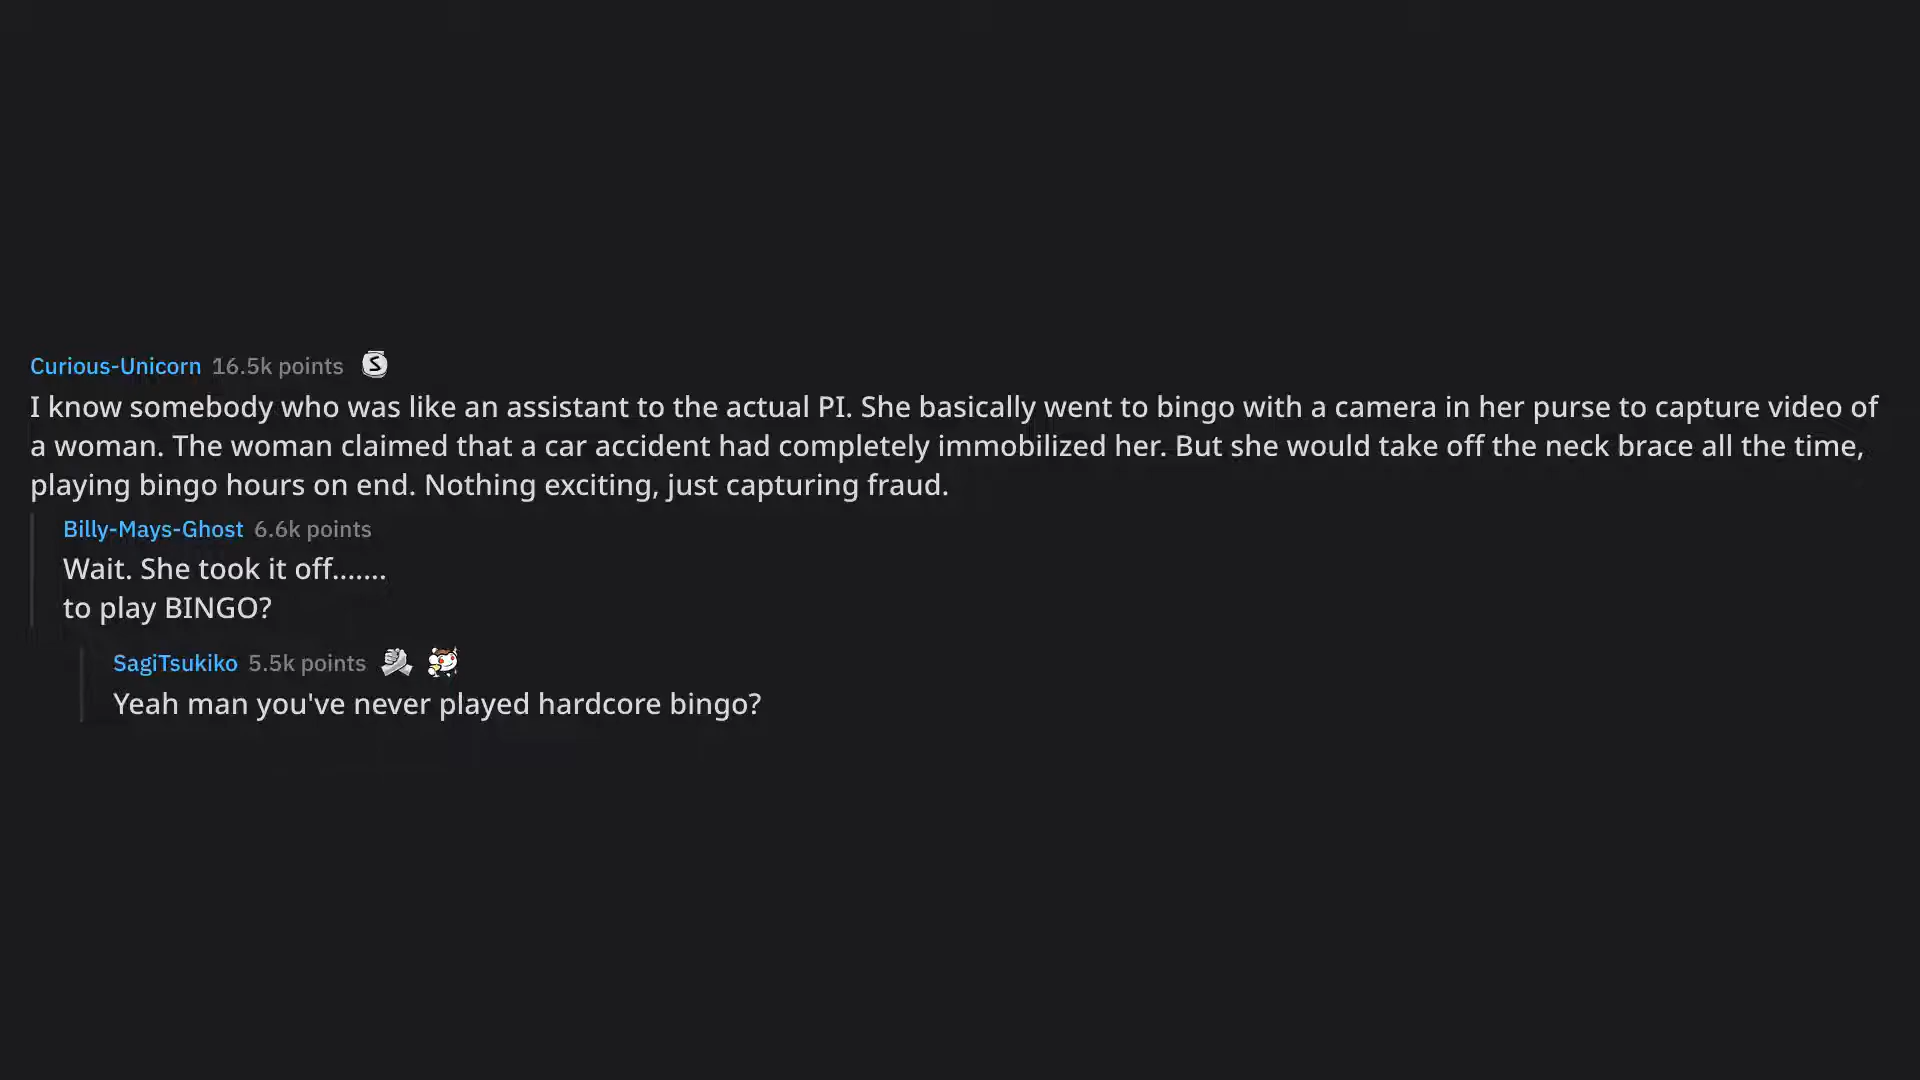 Curious-Unicorn 16.5k points
I know somebody who was like an assistant to the actual PI. She basically went to bingo with a camera in her purse to capture video of
a woman. The woman claimed that a car accident had completely immobilized her. But she would take off the neck brace all the time,
playing bingo hours on end. Nothing exciting, just capturing fraud.
Billy-Mays-Ghost 6.6k points
Wait. She took it off.......
to play BINGO?
SagiTsukiko 5.5k points
Yeah man you've never played hardcore bingo?